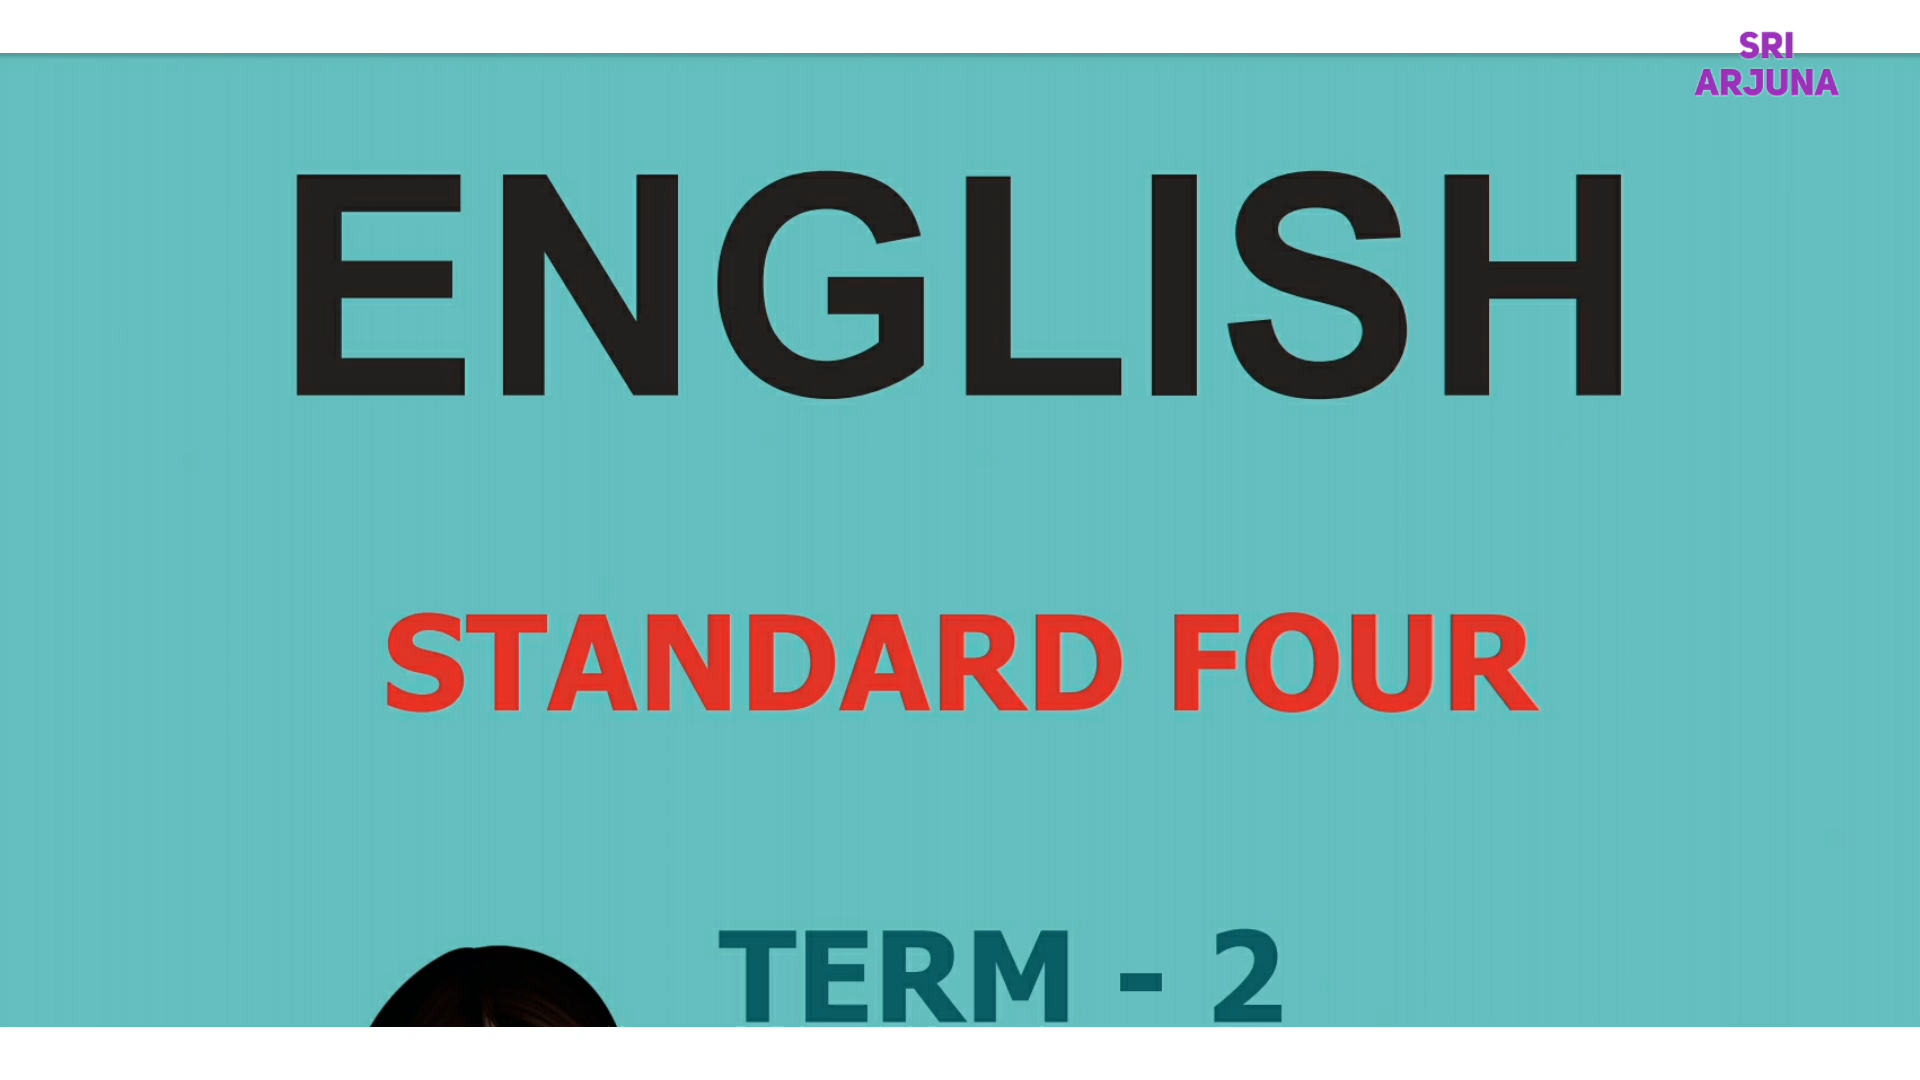 SRI
ARJUNA
ENGLISH
STANDARD FOUR
TERM - 2